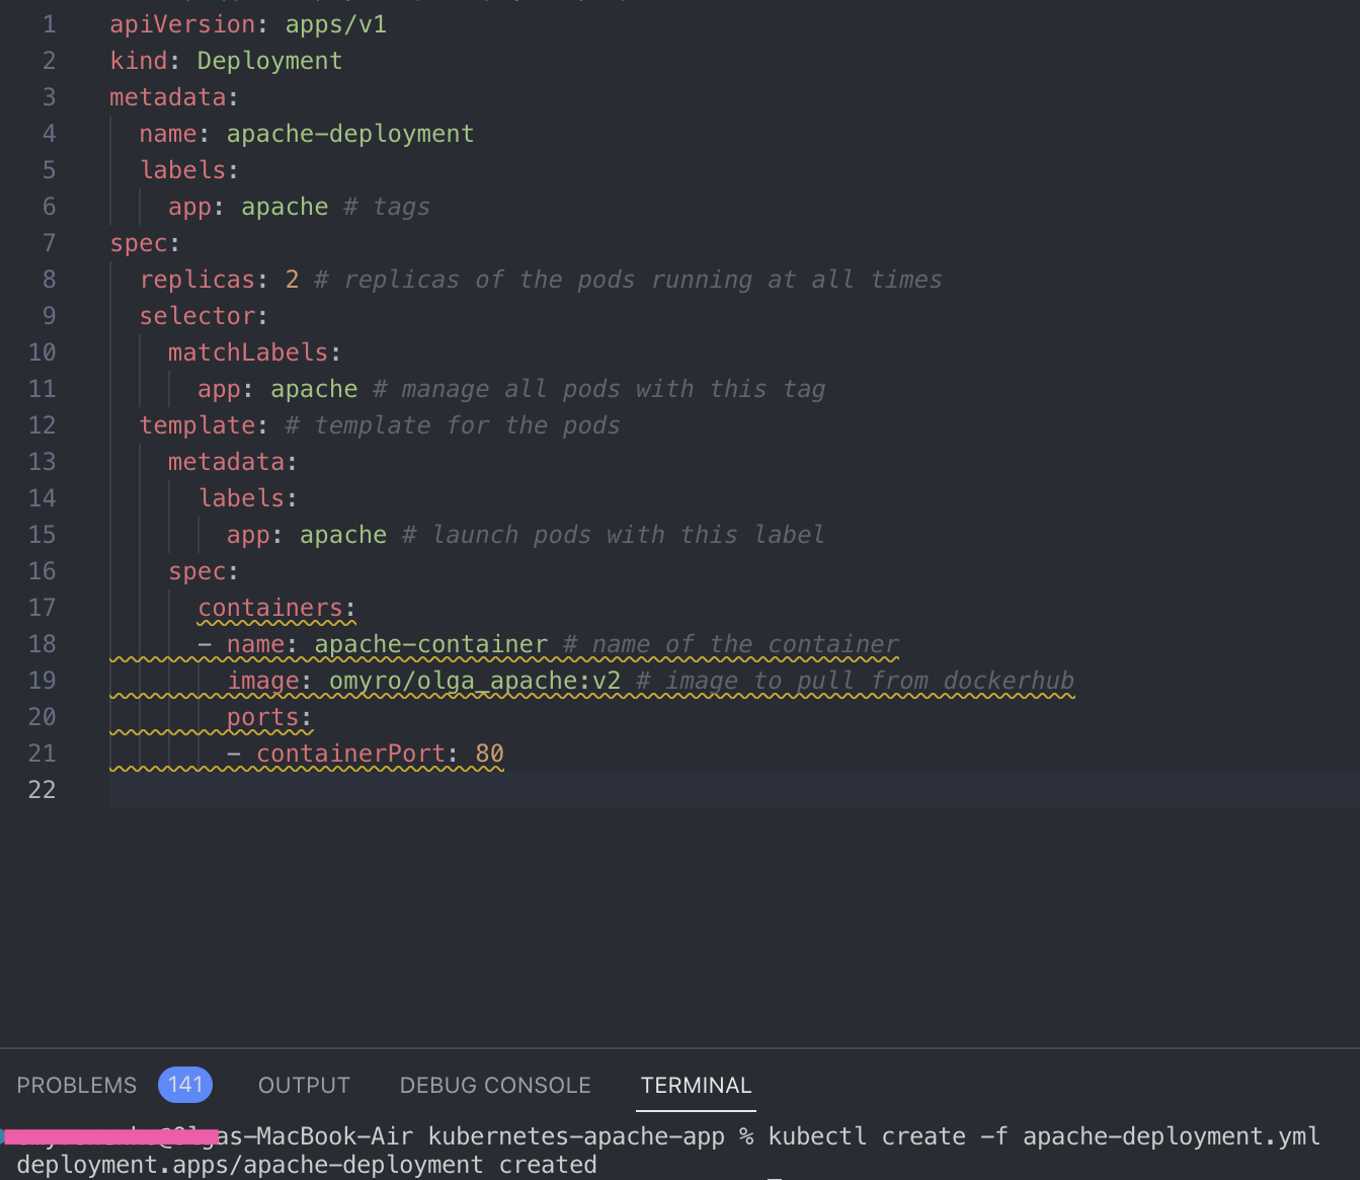 1 apiVersion: apps/v1
2 kind: Deployment
3 metadata:
4   name: apache-deployment
5   labels:
6     app: apache # tags
7 spec:
8   replicas: 2 # replicas of the pods running at all times
9   selector:
10     matchLabels:
11       app: apache # manage all pods with this tag
12   template: # template for the pods
13     metadata:
14       labels:
15         app: apache # launch pods with this label
16     spec:
17       containers:
18       - name: apache-container # name of the container
19         image: omyro/olga_apache:v2 # image to pull from dockerhub
20         ports:
21         - containerPort: 80
22
PROBLEMS 141 OUTPUT DEBUG CONSOLE TERMINAL
as-MacBook-Air kubernetes-apache-app % kubectl create -f apache-deployment.yml
deployment.apps/apache-deployment created